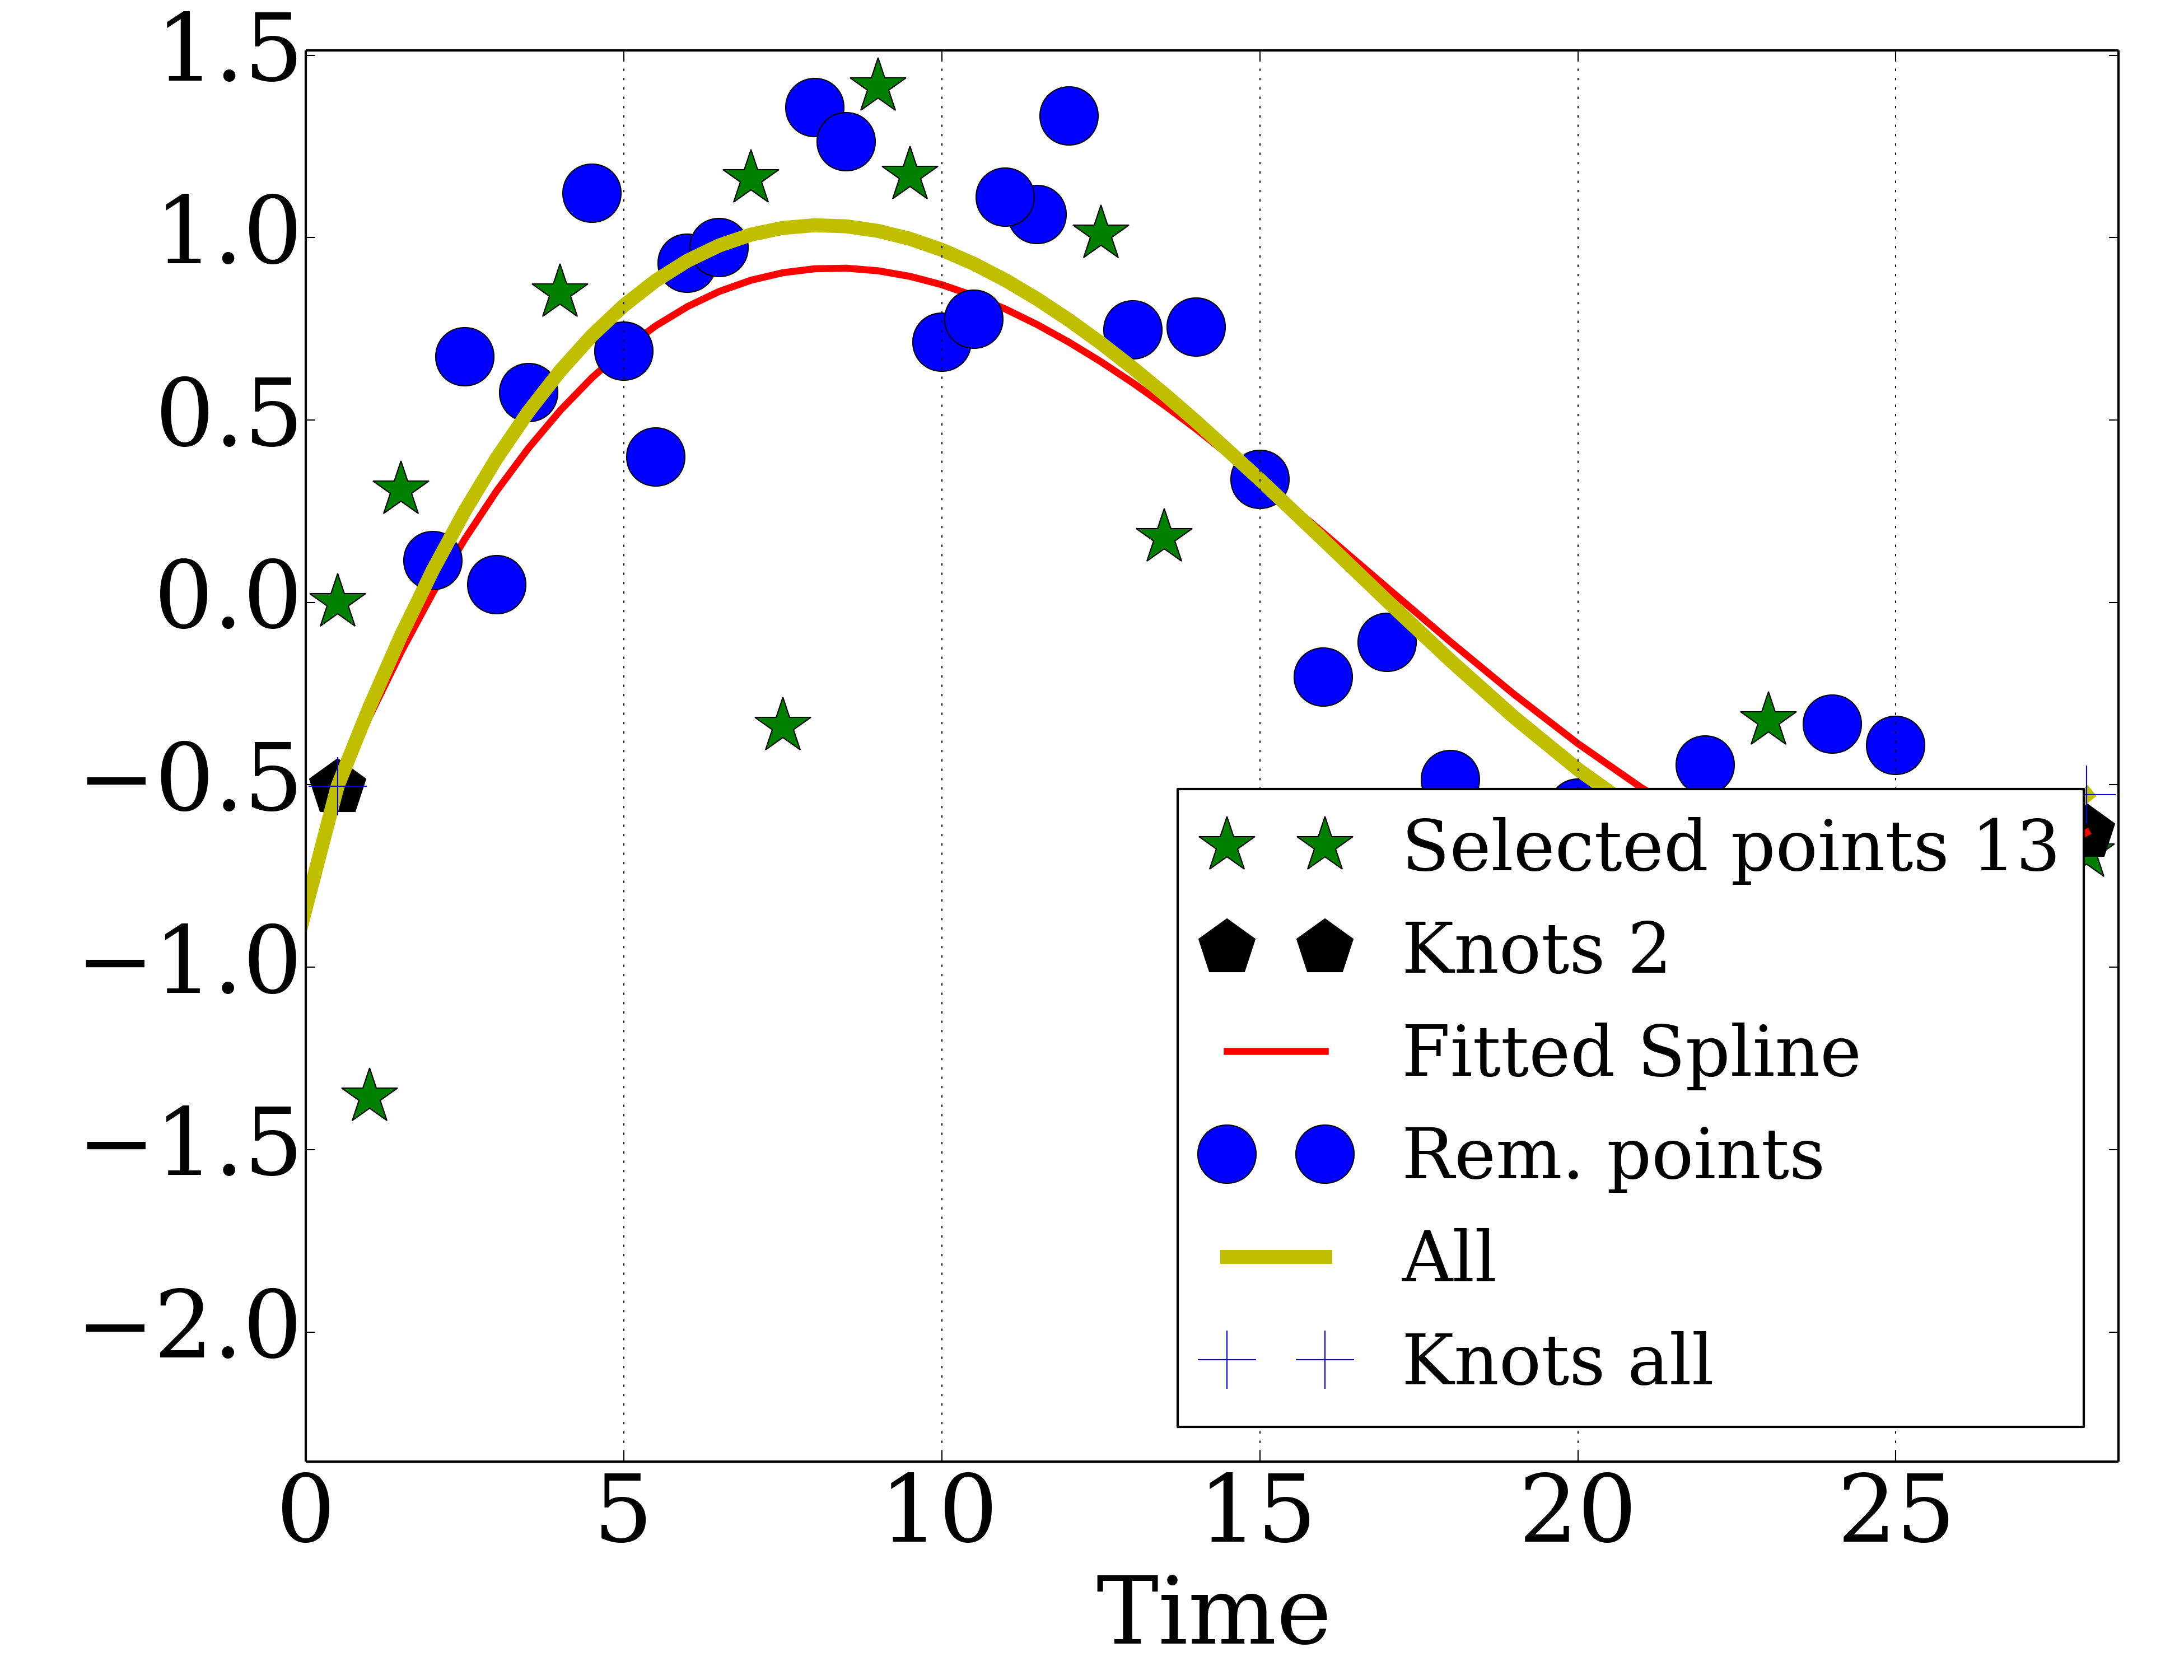 1.5
1.0
0.5
0.0
−0.5
−1.0
−1.5
−2.0
Selected points 13
Knots 2
Fitted Spline
Rem. points
All
Knots all
0 5 10 15 20 25
Time